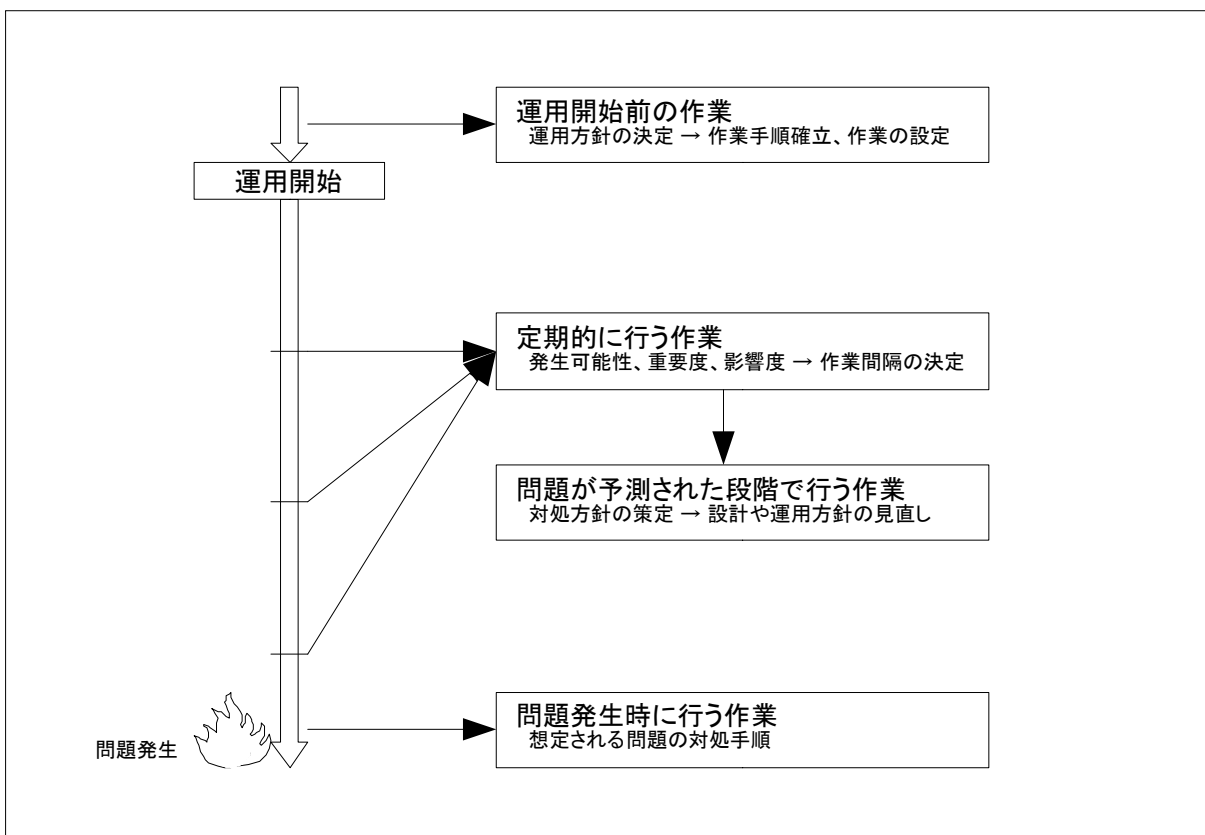 運用開始前の作業
運用方針の決定 → 作業手順確立、作業の設定
運用開始
定期的に行う作業
発生可能性、重要度、影響度 → 作業間隔の決定
問題が予測された段階で行う作業
対処方針の策定 → 設計や運用方針の見直し
問題発生時に行う作業
想定される問題の対処手順
問題発生